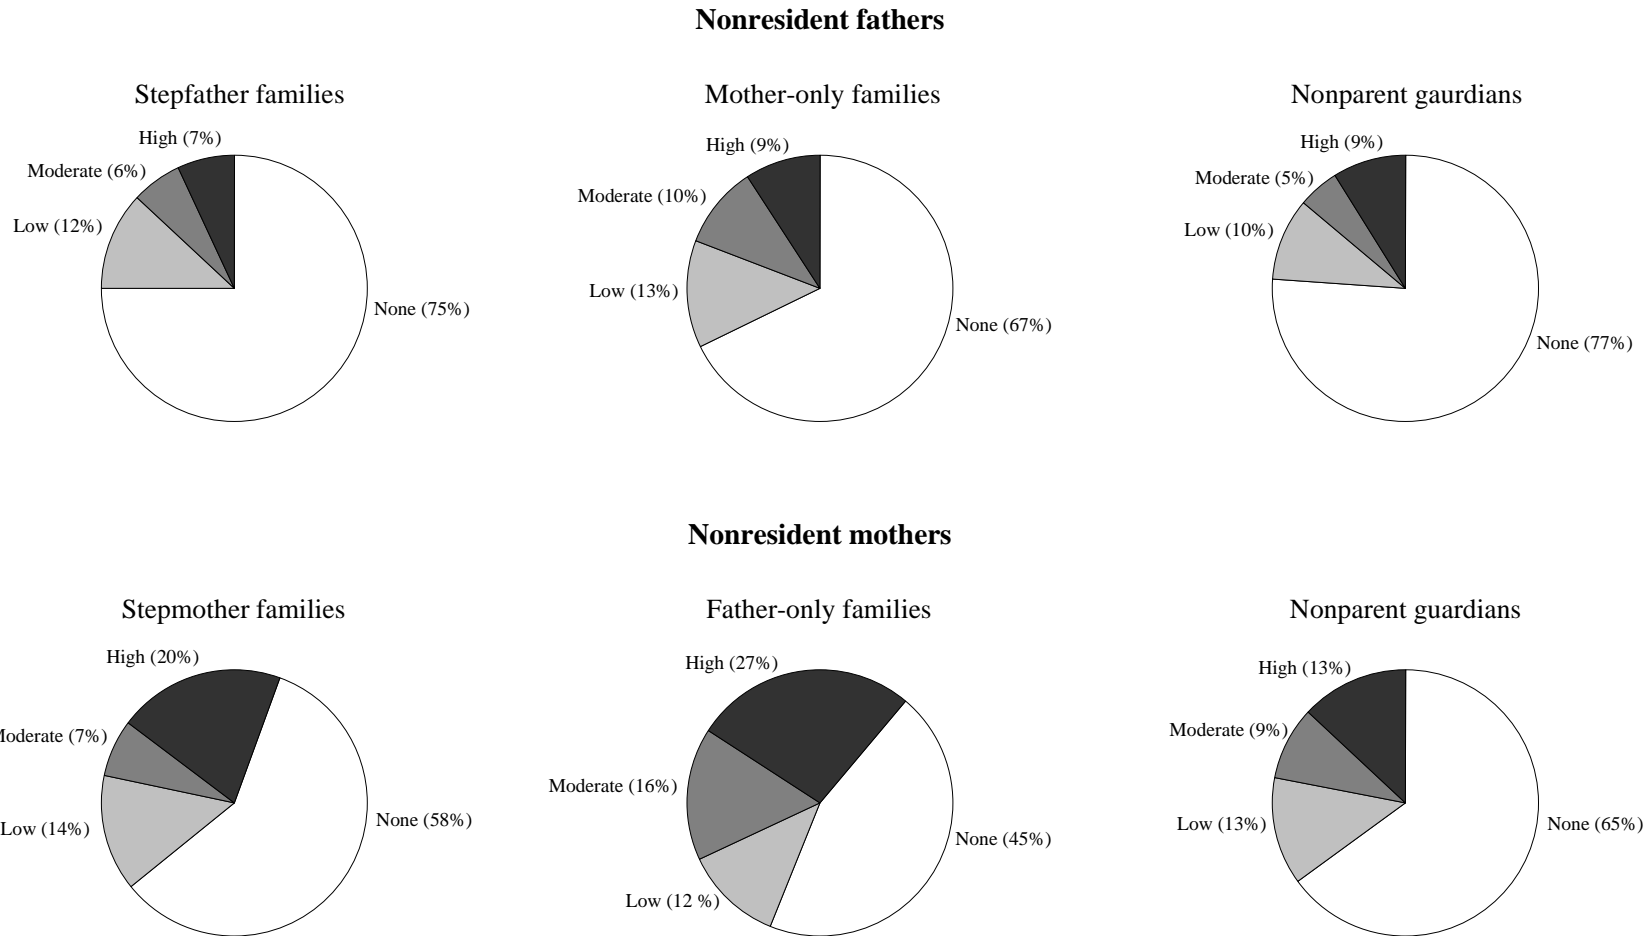 Nonresident fathers
Stepfather families
High (7%)
Moderate (6%)
Low (12%)
None (75%)
Mother-only families
High (9%)
Moderate (10%)
Low (13%)
None (67%)
Nonparent gaurdians
High (9%)
Moderate (5%)
Low (10%)
None (77%)
Nonresident mothers
Stepmother families
High (20%)
Moderate (7%)
Low (14%)
None (58%)
Father-only families
High (27%)
Moderate (16%)
Low (12 %)
None (45%)
Nonparent guardians
High (13%)
Moderate (9%)
Low (13%)
None (65%)